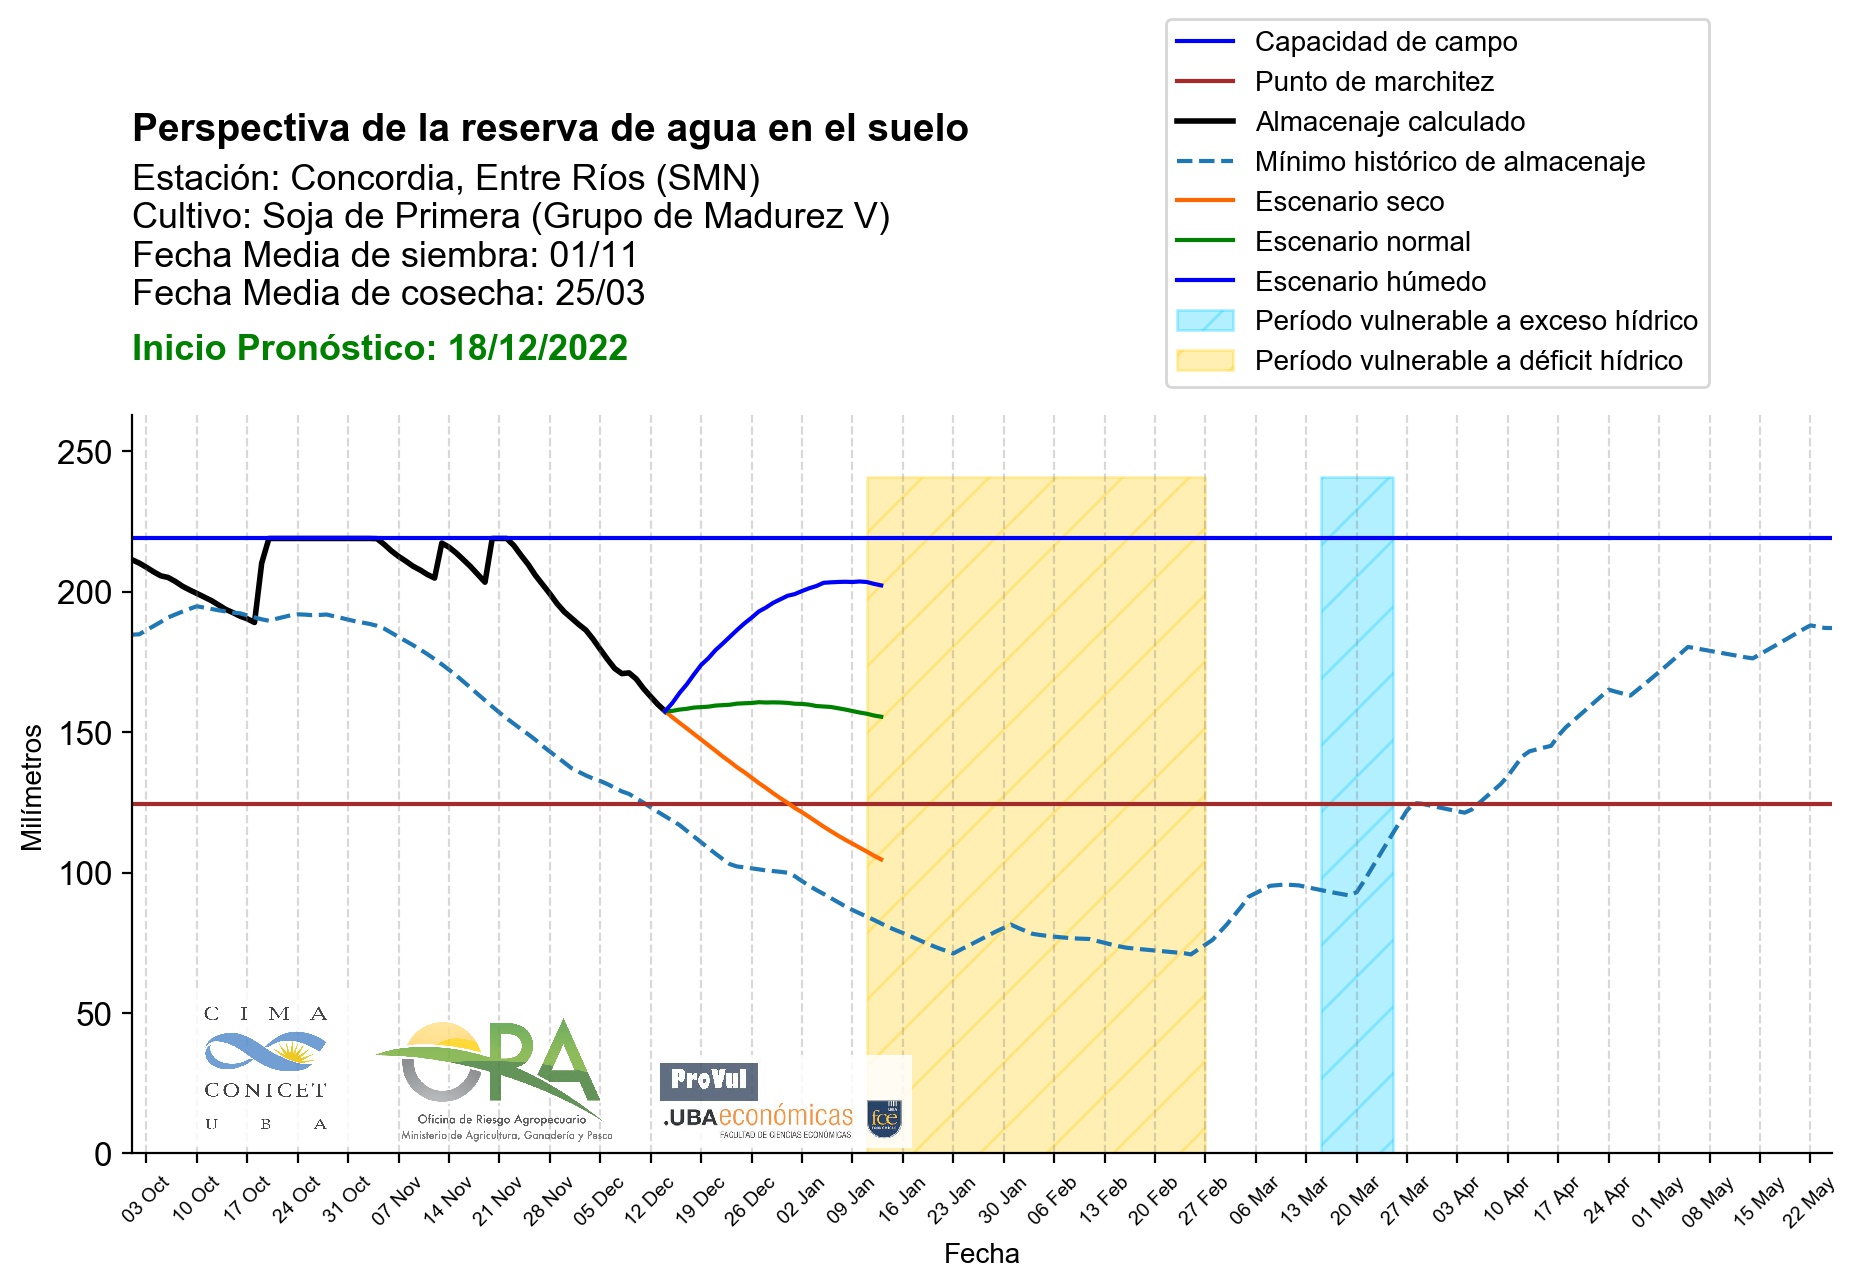 Capacidad de campo
Punto de marchitez
Almacenaje calculado
Mínimo histórico de almacenaje
Escenario seco
Escenario normal
Escenario húmedo
Período vulnerable a exceso hídrico
Período vulnerable a déficit hídrico
Perspectiva de la reserva de agua en el suelo
Estación: Concordia, Entre Ríos (SMN)
Cultivo: Soja de Primera (Grupo de Madurez V)
Fecha Media de siembra: 01/11
Fecha Media de cosecha: 25/03
Inicio Pronóstico: 18/12/2022
250
200
150
100
50
0
Milímetros
CIMA
CONICET
UBA
ORA
Oficina de Riesgo Agropecuario
Ministerio de Agricultura, Ganadería y Pesca
ProVul
.UBAeconómicas
FACULTAD DE CIENCIAS ECONÓMICAS
UBA
fce
ECONÓMICAS
03 Oct
10 Oct
17 Oct
24 Oct
31 Oct
07 Nov
14 Nov
21 Nov
28 Nov
05 Dec
12 Dec
19 Dec
26 Dec
02 Jan
09 Jan
16 Jan
23 Jan
30 Jan
06 Feb
13 Feb
20 Feb
27 Feb
06 Mar
13 Mar
20 Mar
27 Mar
03 Apr
10 Apr
17 Apr
24 Apr
01 May
08 May
15 May
22 May
Fecha